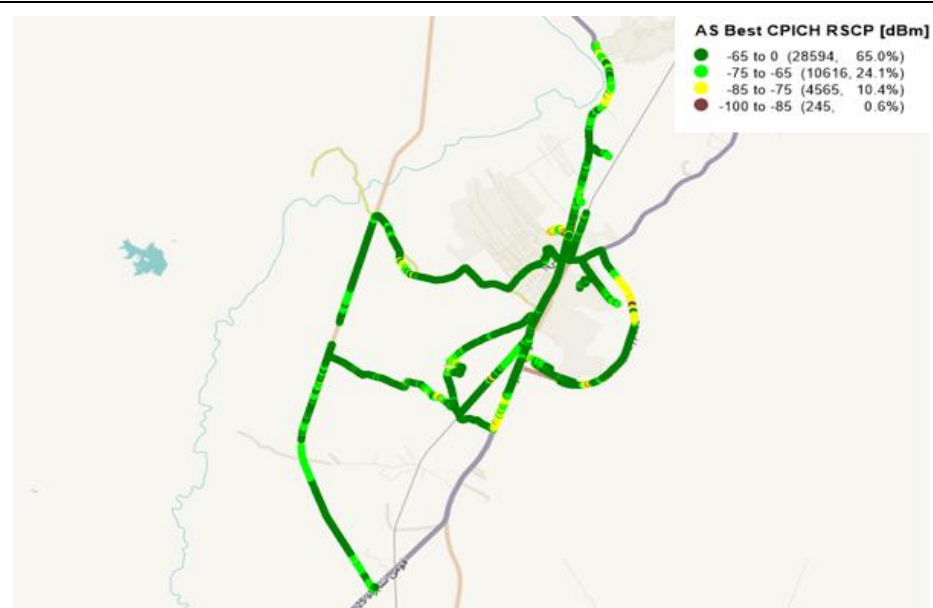 AS Best CPICH RSCP [dBm]
-65 to 0 (28594, 65.0%)
-75 to -65 (10616, 24.1%)
-85 to -75 (4565, 10.4%)
-100 to -85 (245, 0.6%)